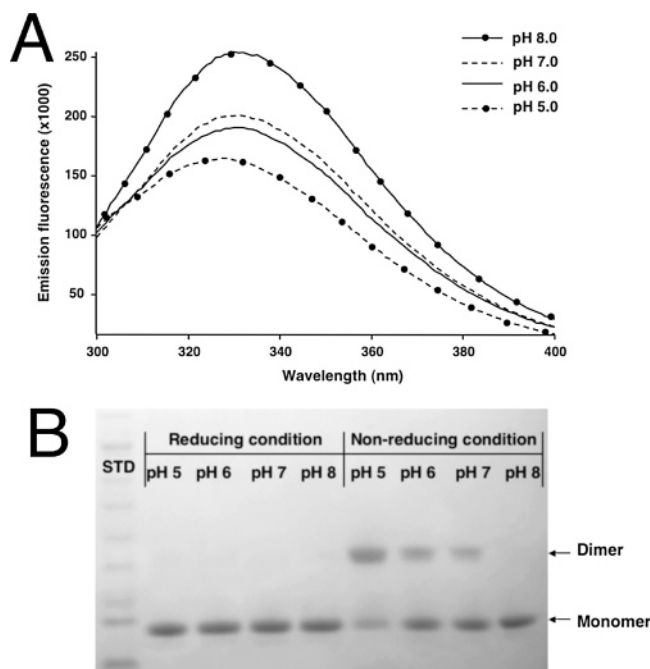 A
Emission fluorescence (x1000)
250
200
150
100
50
300
320
340
360
380
400
Wavelength (nm)
pH 8.0
pH 7.0
pH 6.0
pH 5.0
B
STD
Reducing condition
Non-reducing condition
pH 5 pH 6 pH 7 pH 8 pH 5 pH 6 pH 7 pH 8
Dimer
Monomer